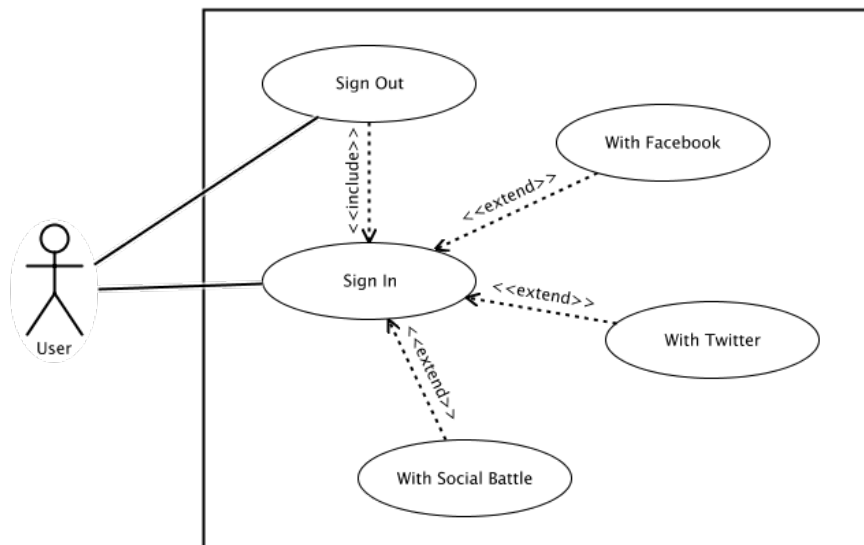 Sign Out
<<include>>
With Facebook
<<extend>>
Sign In
<<extend>>
With Twitter
User
<<extend>>
With Social Battle